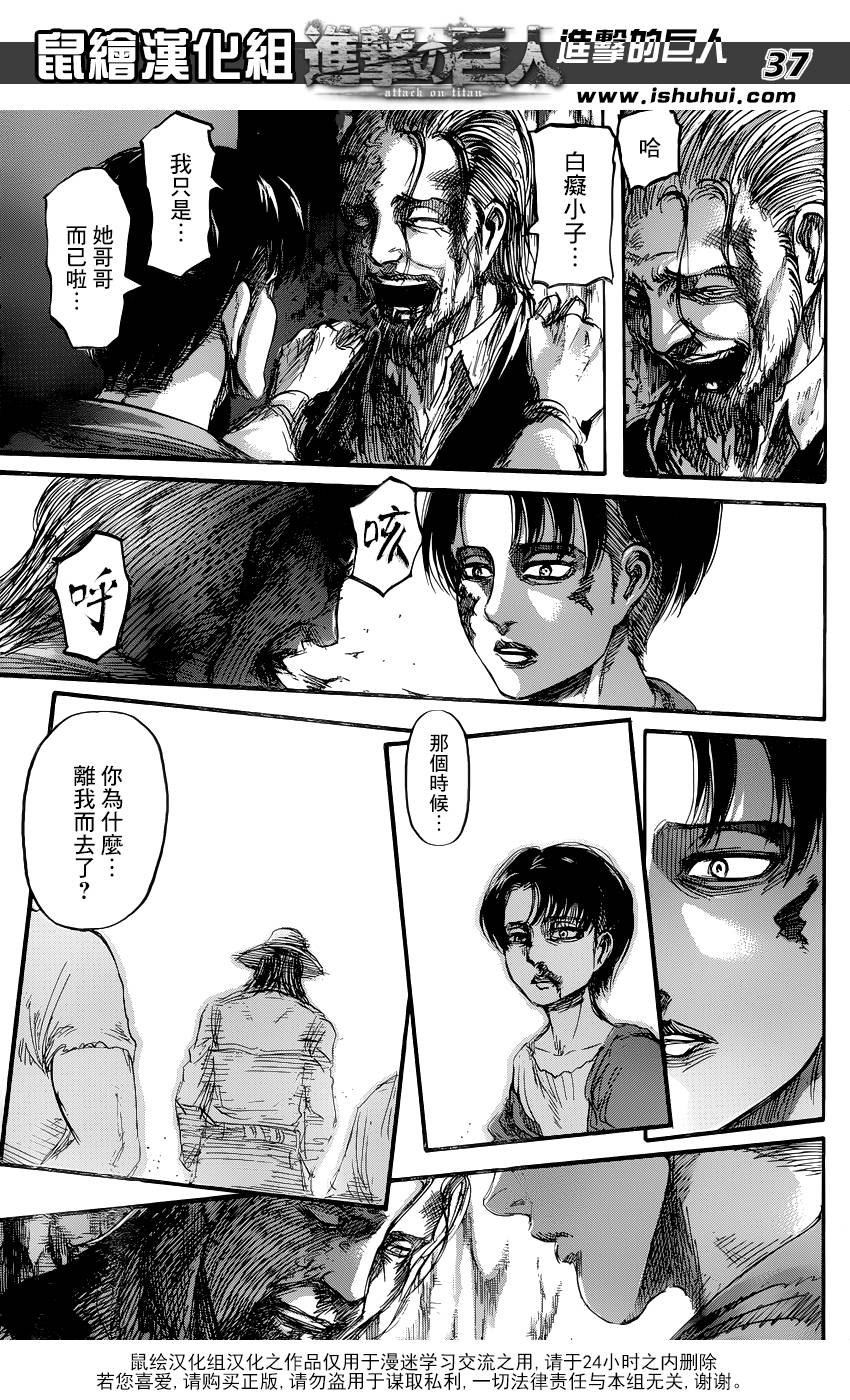 鼠繪漢化組
進撃の巨人
attack on titan
進擊的巨人
www.ishuhui.com
37
哈
白癡小子…
我只是…
她哥哥
而已啦…
咳
呼
那個時候…
你為什麼…
離我而去了?
鼠绘汉化组汉化之作品仅用于漫迷学习交流之用, 请于24小时之内删除
若您喜爱, 请购买正版, 请勿盗用于谋取私利, 一切法律责任与本组无关, 谢谢。